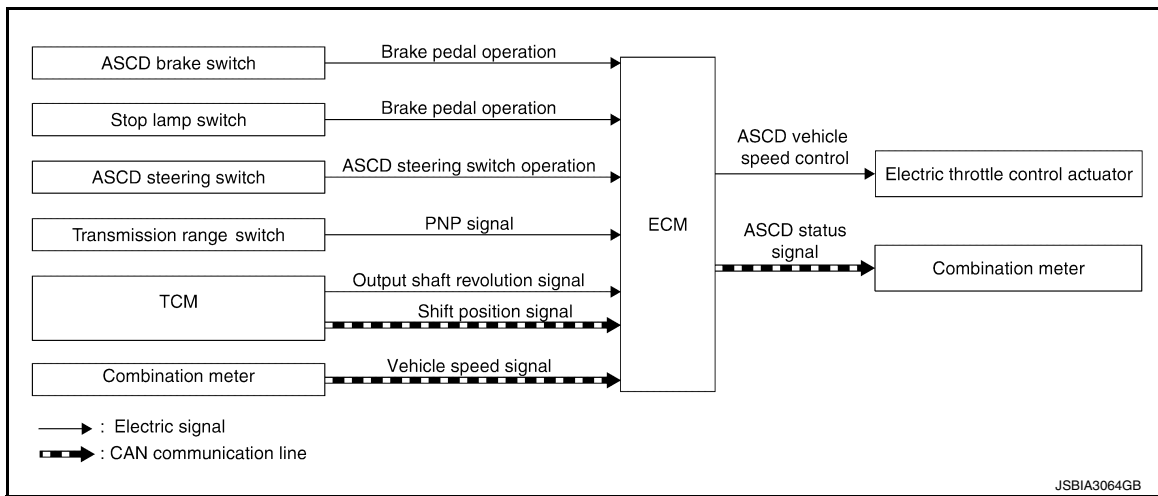 ASCD brake switch
Brake pedal operation
Stop lamp switch
Brake pedal operation
ASCD steering switch
ASCD steering switch operation
Transmission range switch
PNP signal
TCM
Output shaft revolution signal
Shift position signal
Combination meter
Vehicle speed signal
ECM
ASCD vehicle
speed control
Electric throttle control actuator
ASCD status
signal
Combination meter
: Electric signal
: CAN communication line
JSBIA3064GB